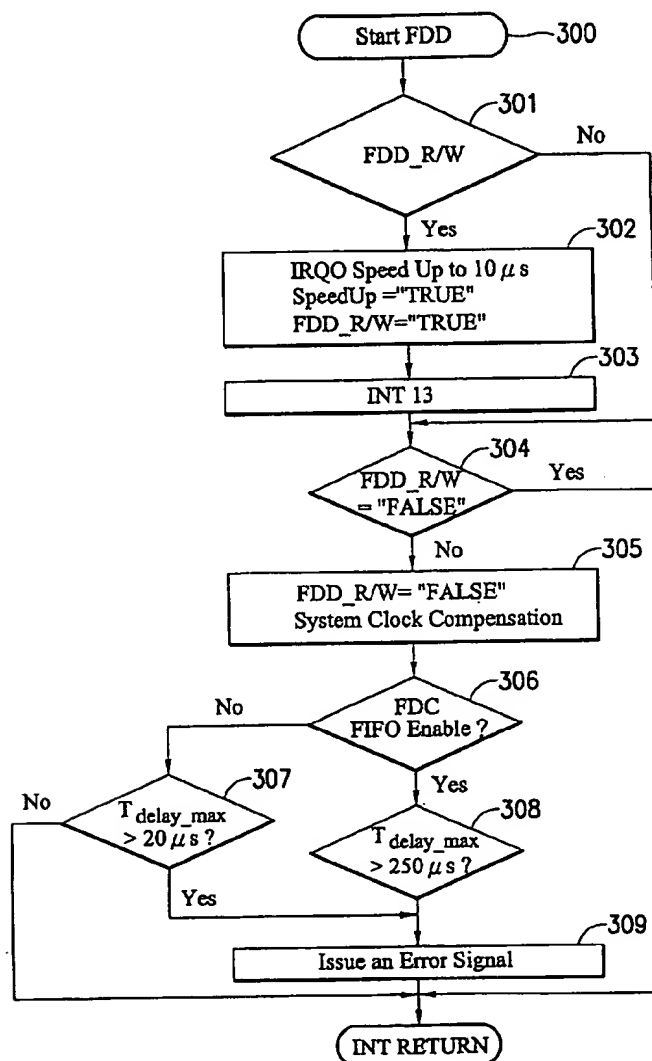 Start FDD
300
301
FDD_R/W
No
Yes
302
IRQO Speed Up to 10 μs
SpeedUp ="TRUE"
FDD_R/W="TRUE"
303
INT 13
304
FDD_R/W
= "FALSE"
Yes
No
305
FDD_R/W= "FALSE"
System Clock Compensation
306
No
FDC
FIFO Enable ?
307
Yes
308
No
T delay_max
> 20 μs ?
T delay_max
> 250 μs ?
Yes
309
Issue an Error Signal
INT RETURN